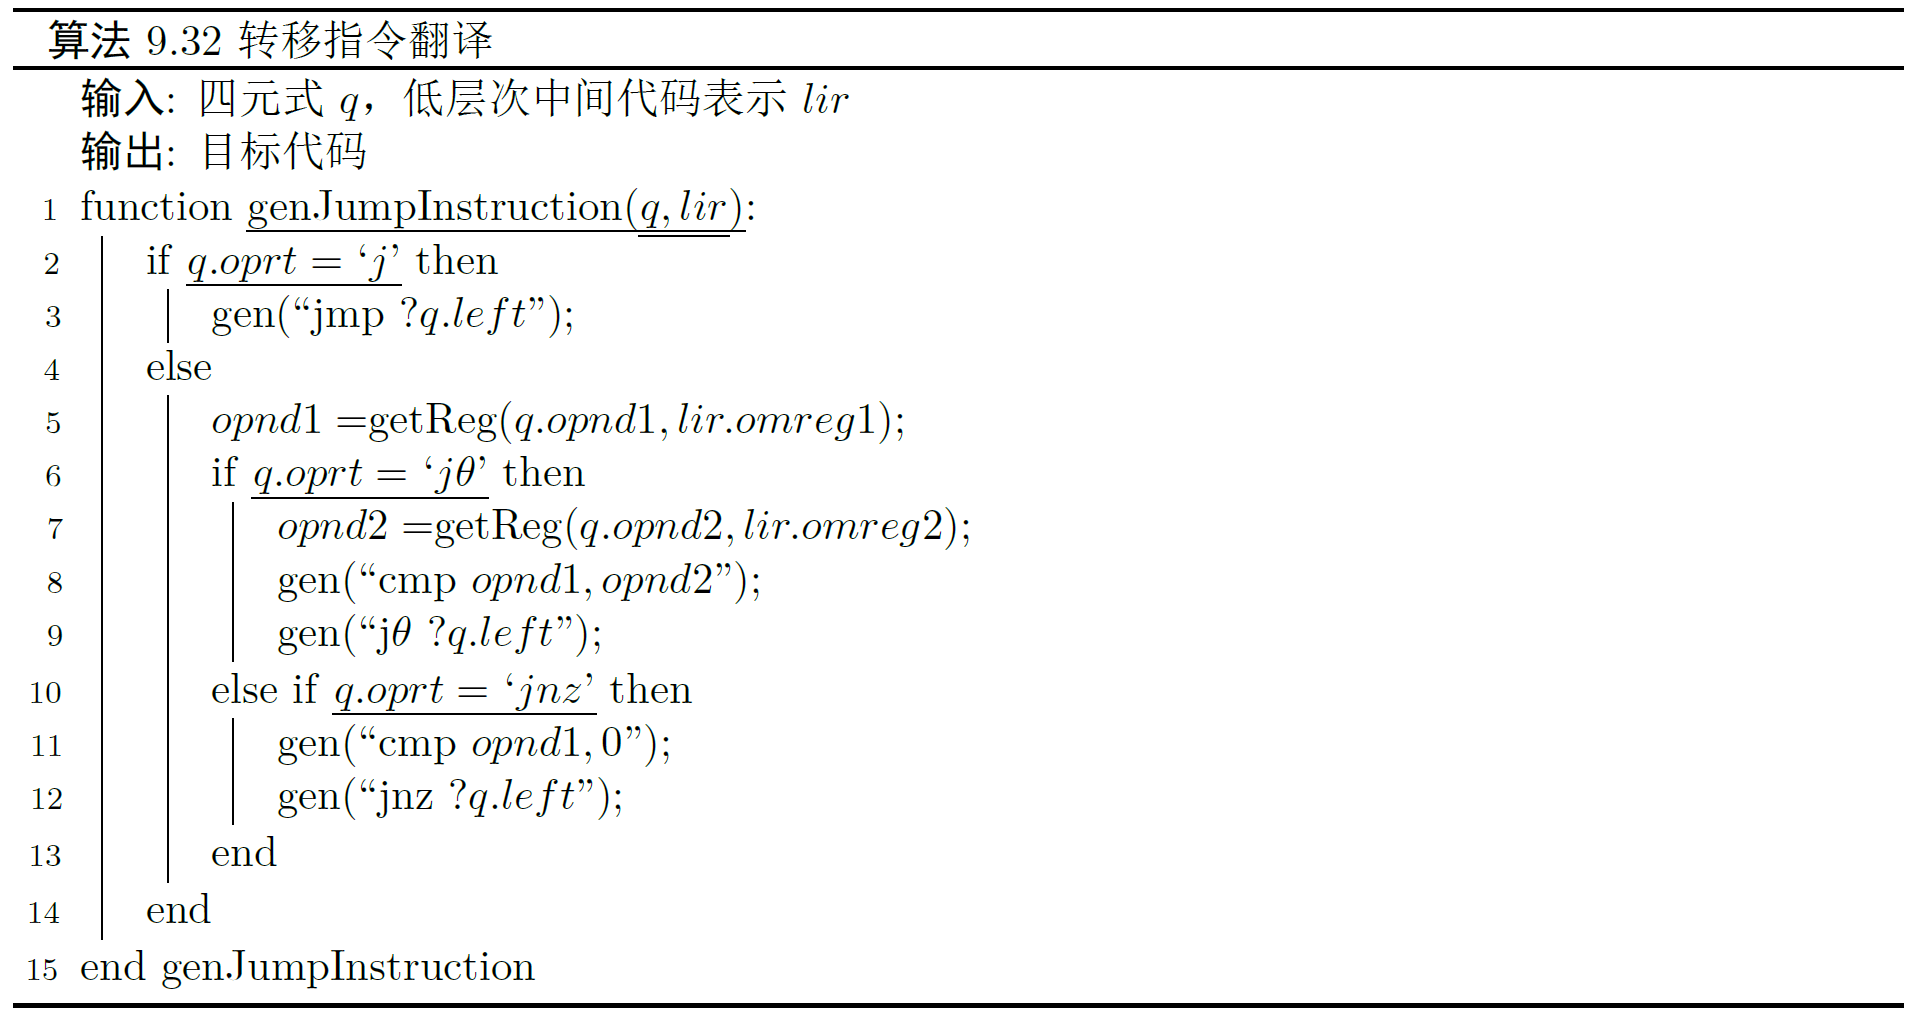 算法 9.32 转移指令翻译
输入: 四元式 q，低层次中间代码表示 lir
输出: 目标代码
1 function genJumpInstruction(q, lir):
2 if q.oprt = ‘j’ then
3 gen(“jmp ?q.left”);
4 else
5 opnd1 =getReg(q.opnd1, lir.omreg1);
6 if q.oprt = ‘jθ’ then
7 opnd2 =getReg(q.opnd2, lir.omreg2);
8 gen(“cmp opnd1, opnd2”);
9 gen(“jθ ?q.left”);
10 else if q.oprt = ‘jnz’ then
11 gen(“cmp opnd1, 0”);
12 gen(“jnz ?q.left”);
13 end
14 end
15 end genJumpInstruction